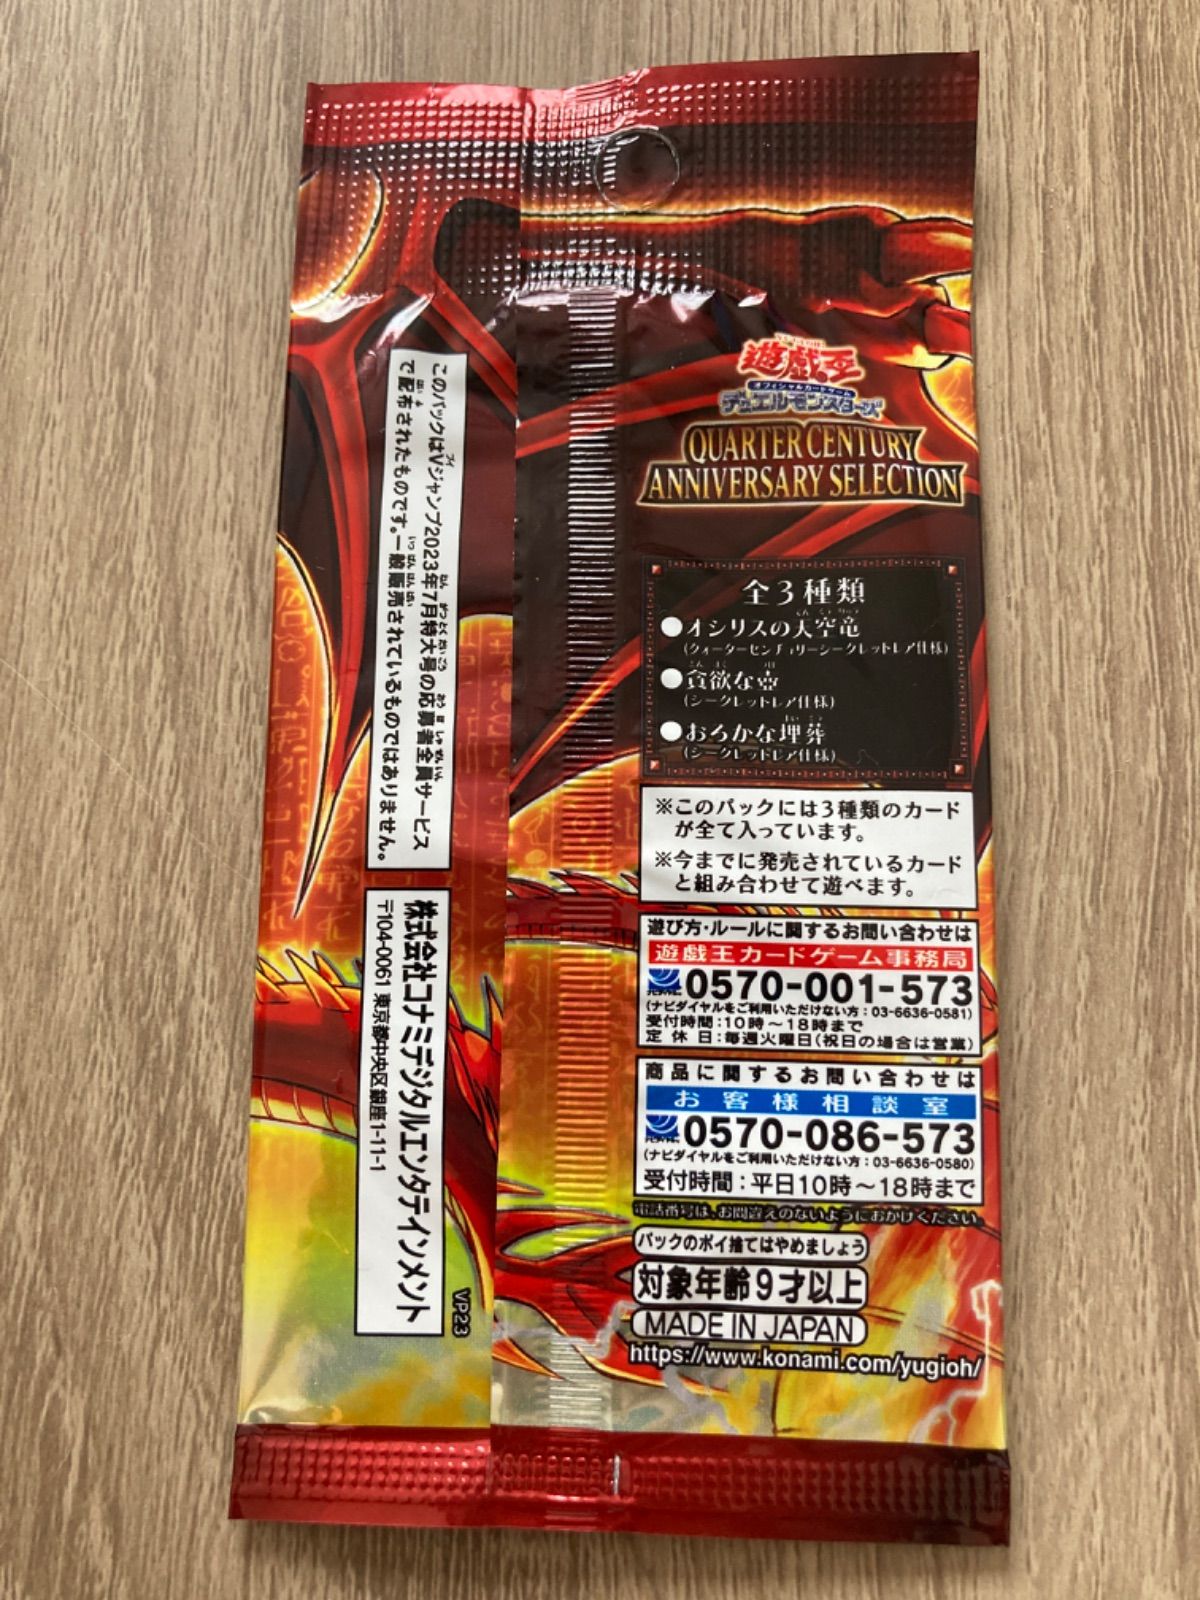 遊戯王
オフィシャルカードゲーム
デュエルモンスターズ
QUARTER CENTURY
ANNIVERSARY SELECTION
全3種類
●オシリスの天空竜
(クォーターセンチュリーシークレットレア仕様)
●貪欲な壺
(シークレットレア仕様)
●おろかな埋葬
(シークレットレア仕様)
※このパックには3種類のカード
が全て入っています。
※今までに発売されているカード
と組み合わせて遊べます。
遊び方・ルールに関するお問い合わせは
遊戯王カードゲーム事務局
0570-001-573
(ナビダイヤルをご利用いただけない方:03-6636-0581)
受付時間:10時~18時まで
定休日:毎週火曜日(祝日の場合は営業)
商品に関するお問い合わせは
お客様相談室
0570-086-573
(ナビダイヤルをご利用いただけない方:03-6636-0580)
受付時間:平日10時~18時まで
電話番号は、お間違えのないようにおかけください
パックのポイ捨てはやめましょう
対象年齢9才以上
MADE IN JAPAN
https://www.konami.com/yugioh/
このパックはVジャンプ2023年7月特大号の応募者全員サービス
で配布されたものです。一般販売されているものではありません。
株式会社コナミデジタルエンタテインメント
〒104-0061 東京都中央区銀座1-11-1
VP23